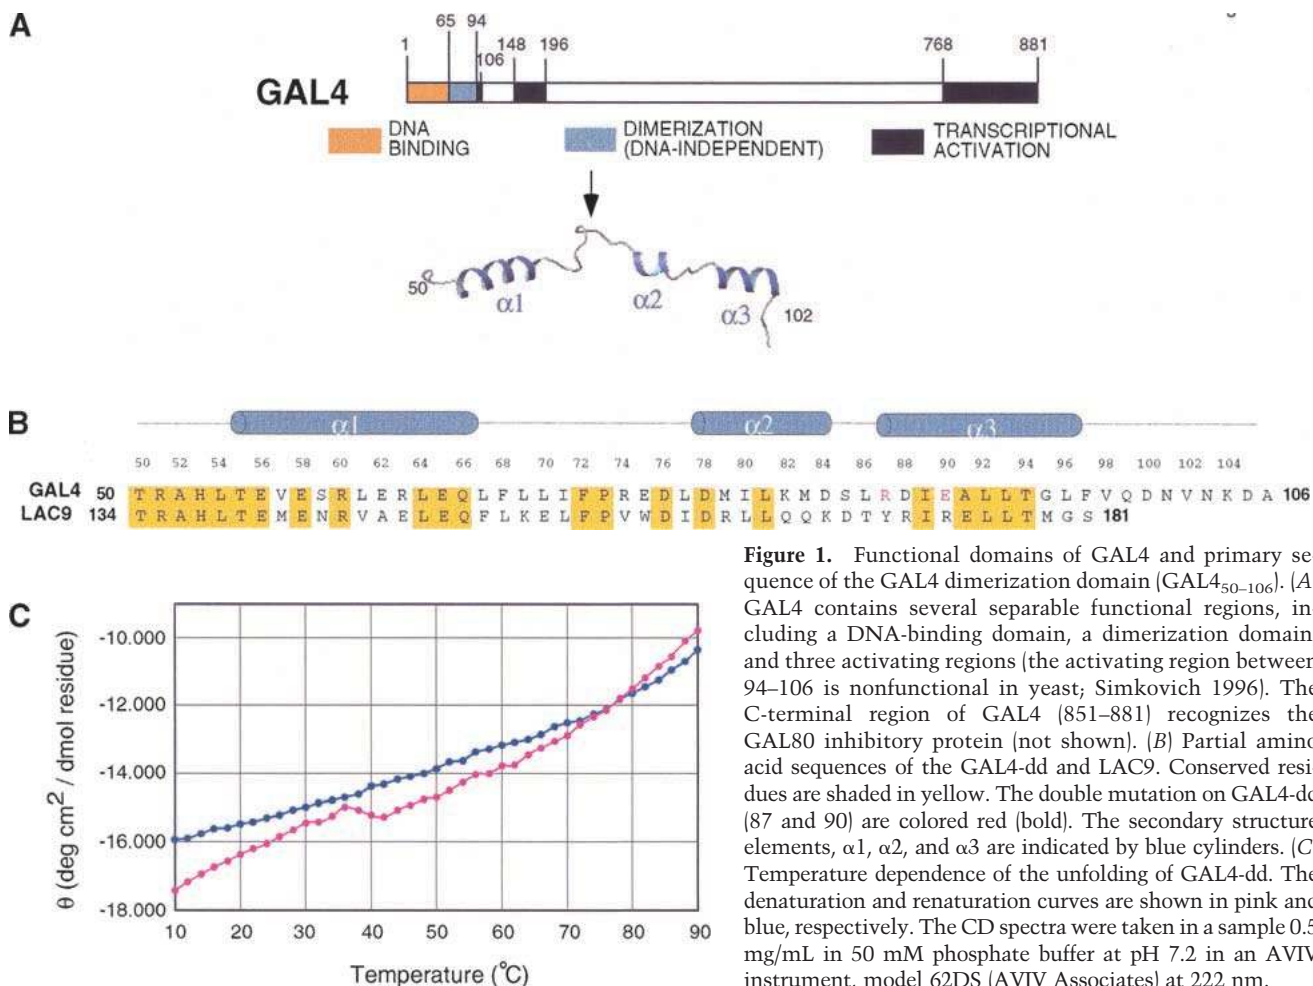 A
65 94
1 106 148 196 768 881
GAL4
DNA BINDING
DIMERIZATION (DNA-INDEPENDENT)
TRANSCRIPTIONAL ACTIVATION
50 α1 α2 α3 102
B
α1 α2 α3
50 52 54 56 58 60 62 64 66 68 70 72 74 76 78 80 82 84 86 88 90 92 94 96 98 100 102 104
GAL4 50 T R A H L T E V E S R L E R L E Q L F L L I F P R E D L D M I L K M D S L R D I E A L L T G L F V Q D N V N K D A 106
LAC9 134 T R A H L T E M E N R V A E L E Q F L K E L F P V W D I D R L L Q Q K D T Y R I R E L L T M G S 181
C
θ (deg cm2 / dmol residue)
-10.000
-12.000
-14.000
-16.000
-18.000
10 20 30 40 50 60 70 80 90
Temperature (°C)
Figure 1. Functional domains of GAL4 and primary se
quence of the GAL4 dimerization domain (GAL450–106). (A
GAL4 contains several separable functional regions, in
cluding a DNA-binding domain, a dimerization domain
and three activating regions (the activating region between
94–106 is nonfunctional in yeast; Simkovich 1996). The
C-terminal region of GAL4 (851–881) recognizes the
GAL80 inhibitory protein (not shown). (B) Partial amino
acid sequences of the GAL4-dd and LAC9. Conserved resi
dues are shaded in yellow. The double mutation on GAL4-dd
(87 and 90) are colored red (bold). The secondary structure
elements, α1, α2, and α3 are indicated by blue cylinders. (C
Temperature dependence of the unfolding of GAL4-dd. The
denaturation and renaturation curves are shown in pink and
blue, respectively. The CD spectra were taken in a sample 0.5
mg/mL in 50 mM phosphate buffer at pH 7.2 in an AVIV
instrument, model 62DS (AVIV Associates) at 222 nm.